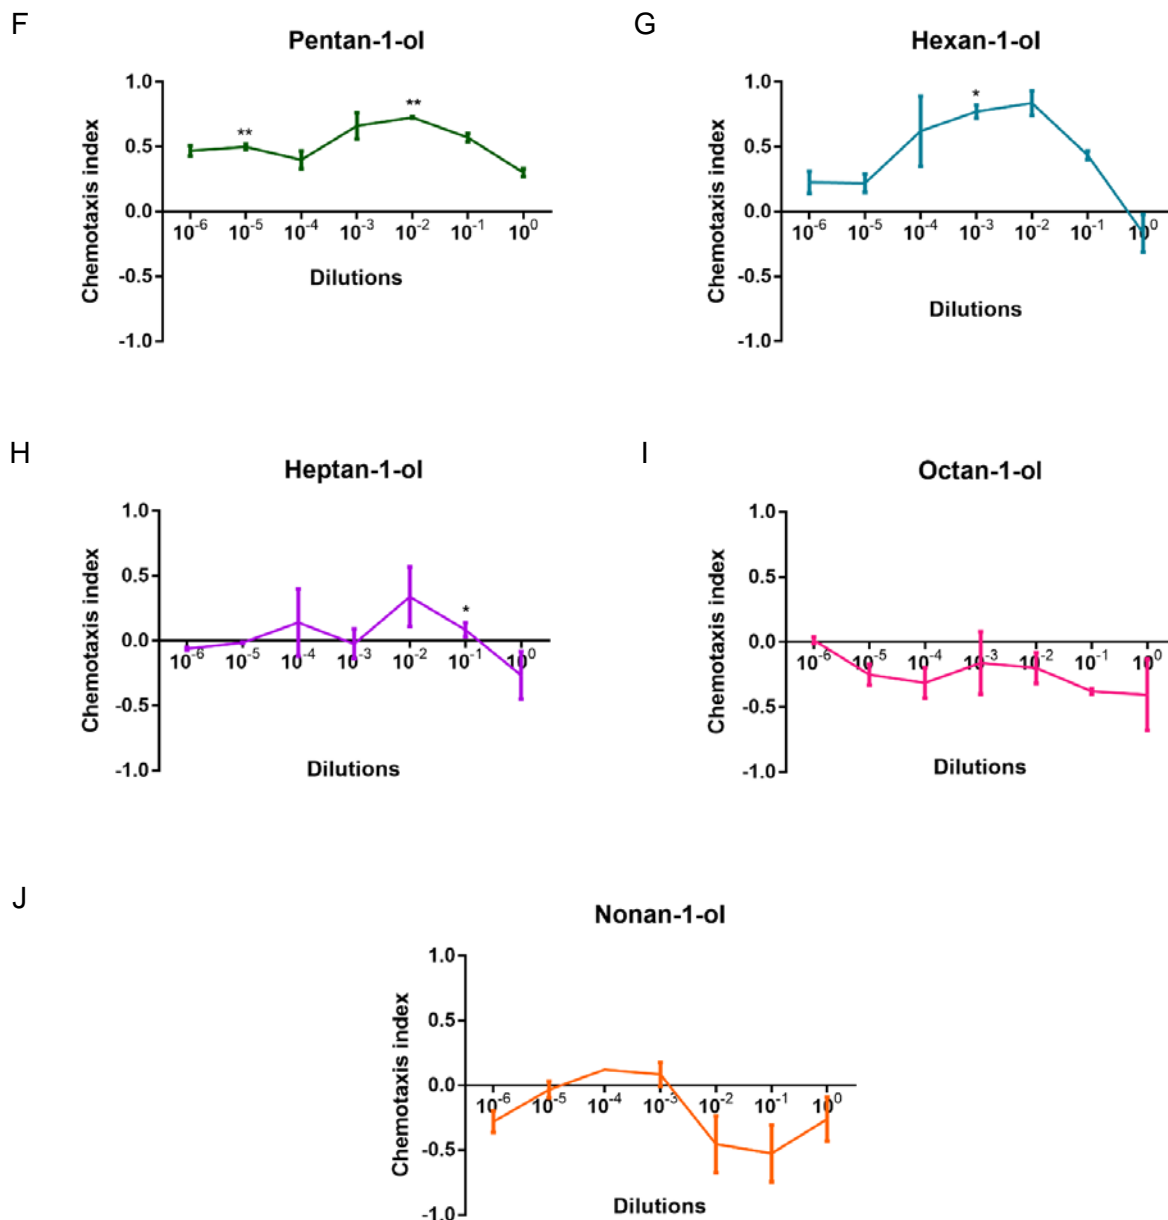 F
Pentan-1-ol
1.0
0.5
0.0
-0.5
-1.0
Chemotaxis index
** **
10⁻⁶ 10⁻⁵ 10⁻⁴ 10⁻³ 10⁻² 10⁻¹ 10⁰
Dilutions
G
Hexan-1-ol
1.0
0.5
0.0
-0.5
-1.0
Chemotaxis index
*
10⁻⁶ 10⁻⁵ 10⁻⁴ 10⁻³ 10⁻² 10⁻¹ 10⁰
Dilutions
H
Heptan-1-ol
1.0
0.5
0.0
-0.5
-1.0
Chemotaxis index
*
10⁻⁶ 10⁻⁵ 10⁻⁴ 10⁻³ 10⁻² 10⁻¹ 10⁰
Dilutions
I
Octan-1-ol
1.0
0.5
0.0
-0.5
-1.0
Chemotaxis index
10⁻⁶ 10⁻⁵ 10⁻⁴ 10⁻³ 10⁻² 10⁻¹ 10⁰
Dilutions
J
Nonan-1-ol
1.0
0.5
0.0
-0.5
-1.0
Chemotaxis index
10⁻⁶ 10⁻⁵ 10⁻⁴ 10⁻³ 10⁻² 10⁻¹ 10⁰
Dilutions